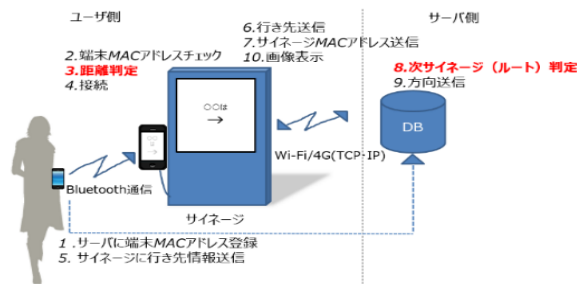 ユーザ側
サーバ側
6. 行き先送信
7. サイネージMACアドレス送信
10. 画像表示
2. 端末MACアドレスチェック
3. 距離判定
4. 接続
8. 次サイネージ（ルート）判定
9. 方向送信
○○は
→
DB
Wi-Fi/4G(TCP-IP)
Bluetooth通信
サイネージ
1 .サーバに端末MACアドレス登録
5. サイネージに行き先情報送信